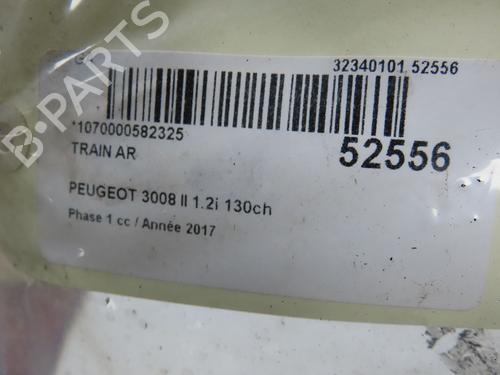 G
32340101 52556
*1070000582325
52556
TRAIN AR
PEUGEOT 3008 II 1.2i 130ch
Phase 1 cc / Année 2017
B-PARTS